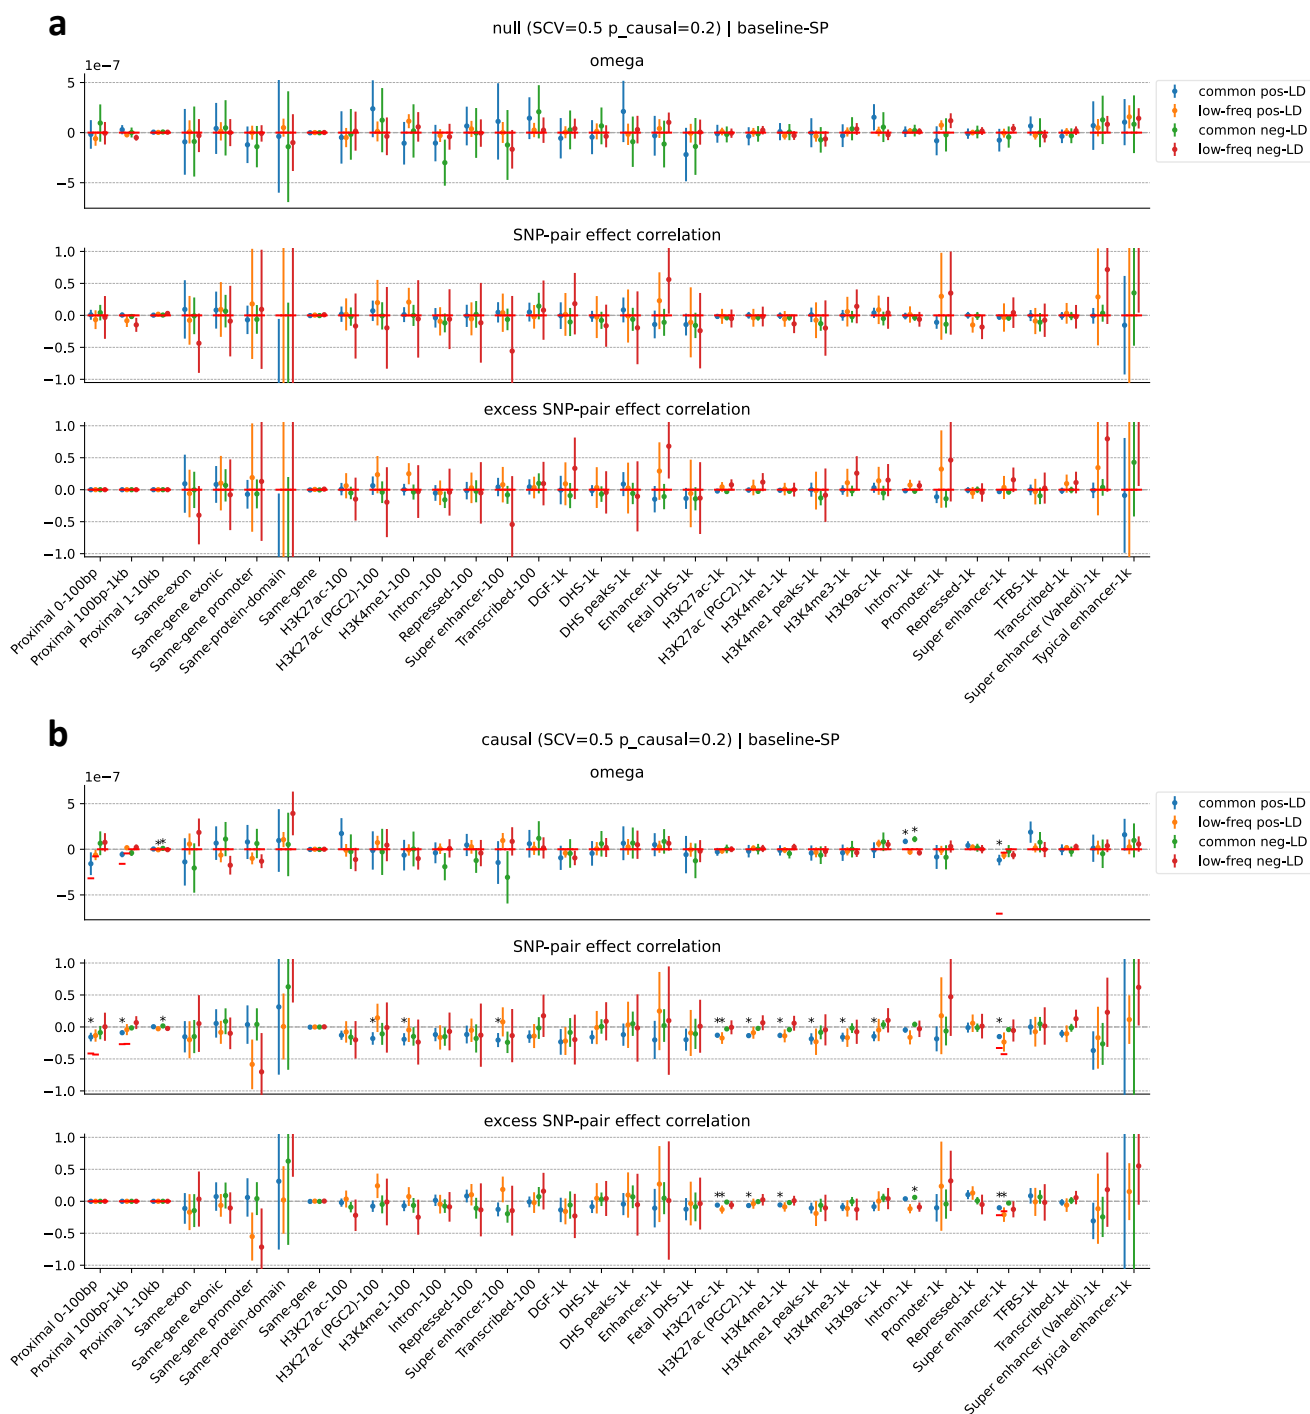 a
null (SCV=0.5 p_causal=0.2) | baseline-SP
1e−7
omega
5
0
−5
common pos-LD
low-freq pos-LD
common neg-LD
low-freq neg-LD
SNP-pair effect correlation
1.0
0.5
0.0
−0.5
−1.0
excess SNP-pair effect correlation
1.0
0.5
0.0
−0.5
−1.0
Proximal 0-100bp
Proximal 100bp-1kb
Proximal 1-10kb
Same-exon
Same-gene exonic
Same-gene promoter
Same-protein-domain
Same-gene
H3K27ac-100
H3K27ac (PGC2)-100
H3K4me1-100
Intron-100
Repressed-100
Super enhancer-100
Transcribed-100
DGF-1k
DHS-1k
DHS peaks-1k
Enhancer-1k
Fetal DHS-1k
H3K27ac-1k
H3K27ac (PGC2)-1k
H3K4me1-1k
H3K4me1 peaks-1k
H3K4me3-1k
H3K9ac-1k
Intron-1k
Promoter-1k
Repressed-1k
Super enhancer-1k
TFBS-1k
Transcribed-1k
Super enhancer (Vahedi)-1k
Typical enhancer-1k
b
causal (SCV=0.5 p_causal=0.2) | baseline-SP
1e−7
omega
5
0
−5
** * * *
common pos-LD
low-freq pos-LD
common neg-LD
low-freq neg-LD
SNP-pair effect correlation
1.0
0.5
0.0
−0.5
−1.0
* * * * * * ** * * * * * *
excess SNP-pair effect correlation
1.0
0.5
0.0
−0.5
−1.0
** * * * **
Proximal 0-100bp
Proximal 100bp-1kb
Proximal 1-10kb
Same-exon
Same-gene exonic
Same-gene promoter
Same-protein-domain
Same-gene
H3K27ac-100
H3K27ac (PGC2)-100
H3K4me1-100
Intron-100
Repressed-100
Super enhancer-100
Transcribed-100
DGF-1k
DHS-1k
DHS peaks-1k
Enhancer-1k
Fetal DHS-1k
H3K27ac-1k
H3K27ac (PGC2)-1k
H3K4me1-1k
H3K4me1 peaks-1k
H3K4me3-1k
H3K9ac-1k
Intron-1k
Promoter-1k
Repressed-1k
Super enhancer-1k
TFBS-1k
Transcribed-1k
Super enhancer (Vahedi)-1k
Typical enhancer-1k